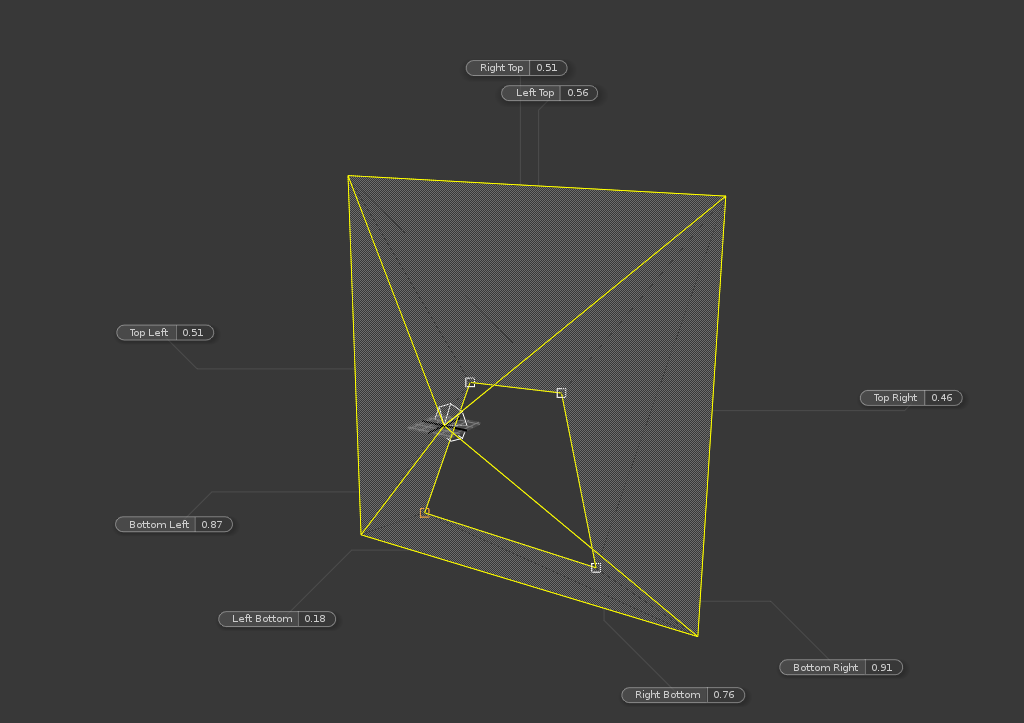 Right Top 0.51
Left Top 0.56
Top Left 0.51
Top Right 0.46
Bottom Left 0.87
Left Bottom 0.18
Bottom Right 0.91
Right Bottom 0.76